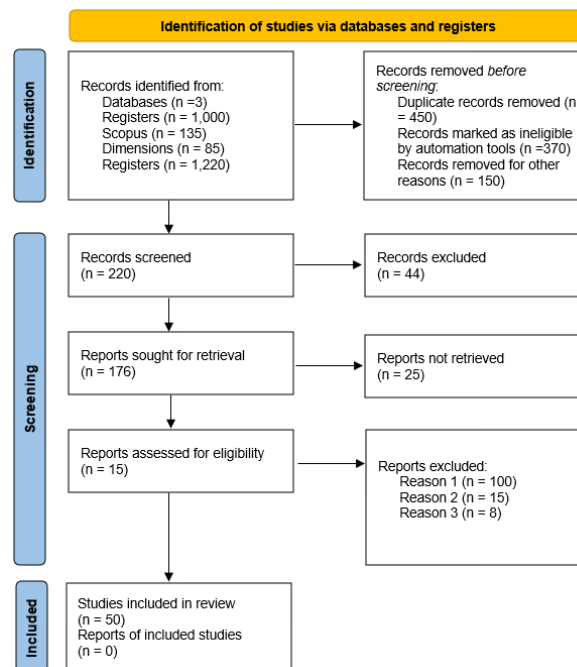 Identification of studies via databases and registers
Identification
Records identified from:
Databases (n =3)
Registers (n = 1,000)
Scopus (n = 135)
Dimensions (n = 85)
Registers (n = 1,220)
Records removed before
screening:
Duplicate records removed (n
= 450)
Records marked as ineligible
by automation tools (n =370)
Records removed for other
reasons (n = 150)
Screening
Records screened
(n = 220)
Records excluded
(n = 44)
Reports sought for retrieval
(n = 176)
Reports not retrieved
(n = 25)
Reports assessed for eligibility
(n = 15)
Reports excluded:
Reason 1 (n = 100)
Reason 2 (n = 15)
Reason 3 (n = 8)
Included
Studies included in review
(n = 50)
Reports of included studies
(n = 0)